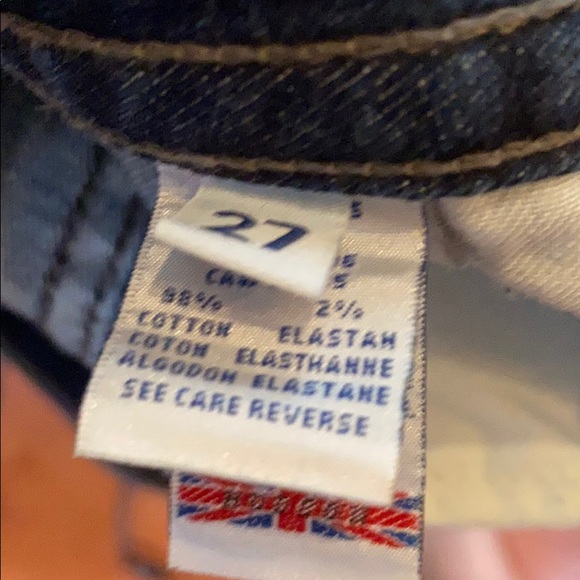 27
98% 2%
COTTON ELASTAN
COTON ELASTHANNE
ALGODON ELASTANE
SEE CARE REVERSE